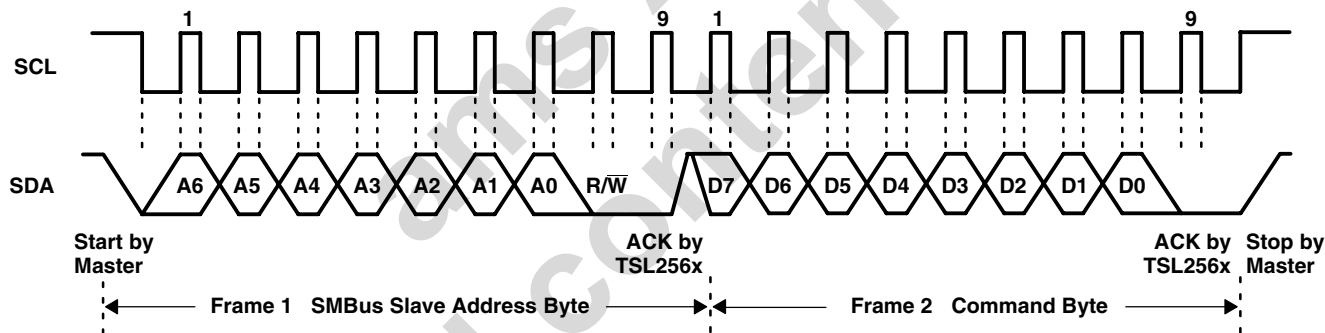 1 9 1 9
SCL
SDA A6 A5 A4 A3 A2 A1 A0 R/W̅ D7 D6 D5 D4 D3 D2 D1 D0
Start by Master
ACK by TSL256x
ACK by TSL256x
Stop by Master
Frame 1 SMBus Slave Address Byte
Frame 2 Command Byte
ams
conten